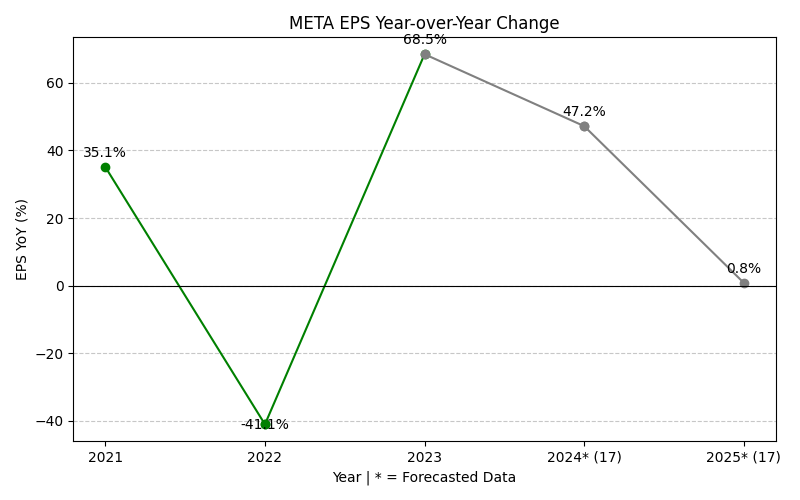 META EPS Year-over-Year Change
68.5%
60
47.2%
40
35.1%
20
EPS YoY (%)
0.8%
0
−20
−40
-41.1%
2021 2022 2023 2024* (17) 2025* (17)
Year | * = Forecasted Data